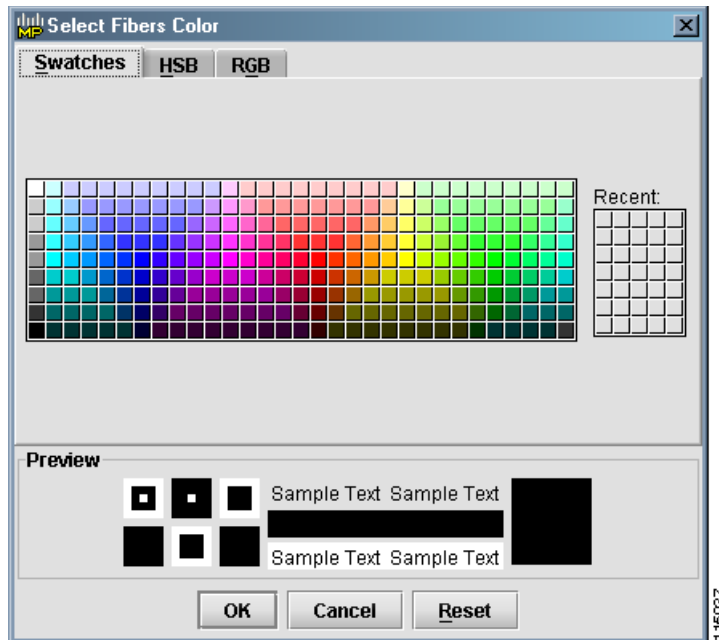 MP Select Fibers Color
Swatches HSB RGB
Recent:
Preview
Sample Text Sample Text
Sample Text Sample Text
OK Cancel Reset